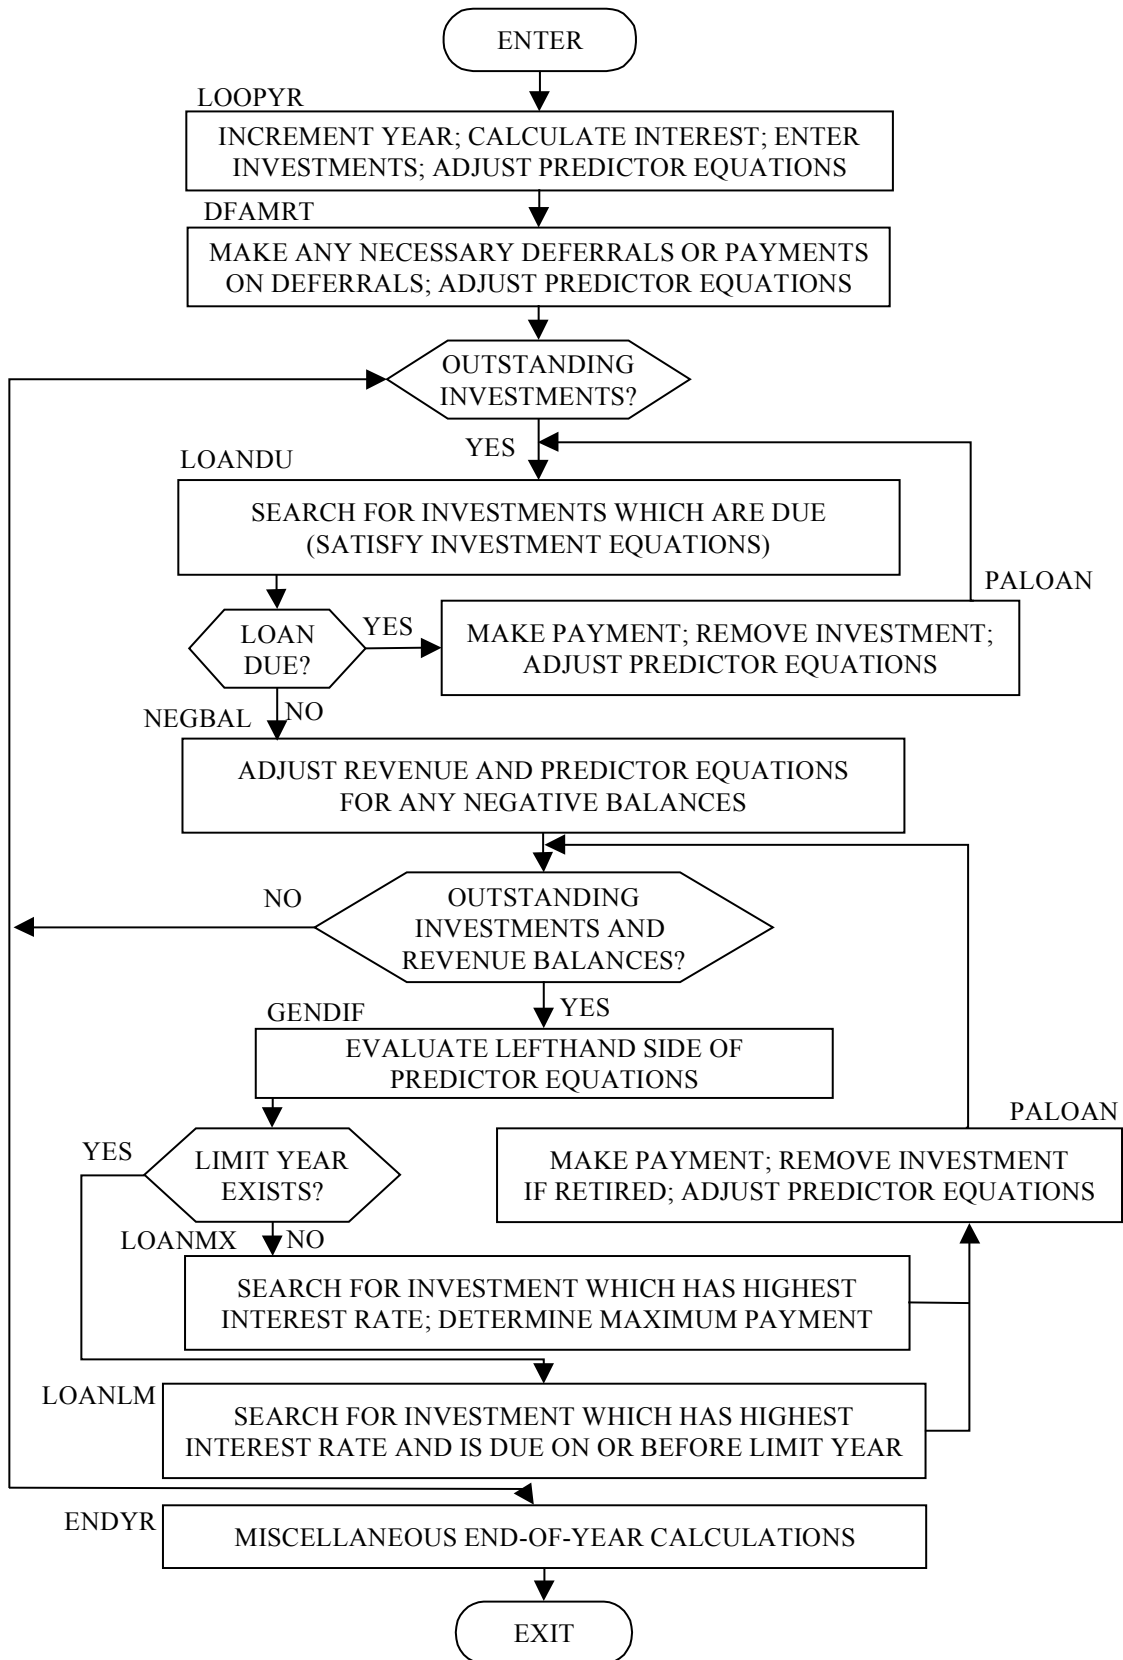 ENTER
LOOPYR
INCREMENT YEAR; CALCULATE INTEREST; ENTER
INVESTMENTS; ADJUST PREDICTOR EQUATIONS
DFAMRT
MAKE ANY NECESSARY DEFERRALS OR PAYMENTS
ON DEFERRALS; ADJUST PREDICTOR EQUATIONS
OUTSTANDING
INVESTMENTS?
YES
LOANDU
SEARCH FOR INVESTMENTS WHICH ARE DUE
(SATISFY INVESTMENT EQUATIONS)
LOAN
DUE?
YES
PALOAN
MAKE PAYMENT; REMOVE INVESTMENT;
ADJUST PREDICTOR EQUATIONS
NO
NEGBAL
ADJUST REVENUE AND PREDICTOR EQUATIONS
FOR ANY NEGATIVE BALANCES
OUTSTANDING
INVESTMENTS AND
REVENUE BALANCES?
NO
YES
GENDIF
EVALUATE LEFTHAND SIDE OF
PREDICTOR EQUATIONS
LIMIT YEAR
EXISTS?
YES
NO
PALOAN
MAKE PAYMENT; REMOVE INVESTMENT
IF RETIRED; ADJUST PREDICTOR EQUATIONS
LOANMX
SEARCH FOR INVESTMENT WHICH HAS HIGHEST
INTEREST RATE; DETERMINE MAXIMUM PAYMENT
LOANLM
SEARCH FOR INVESTMENT WHICH HAS HIGHEST
INTEREST RATE AND IS DUE ON OR BEFORE LIMIT YEAR
ENDYR
MISCELLANEOUS END-OF-YEAR CALCULATIONS
EXIT